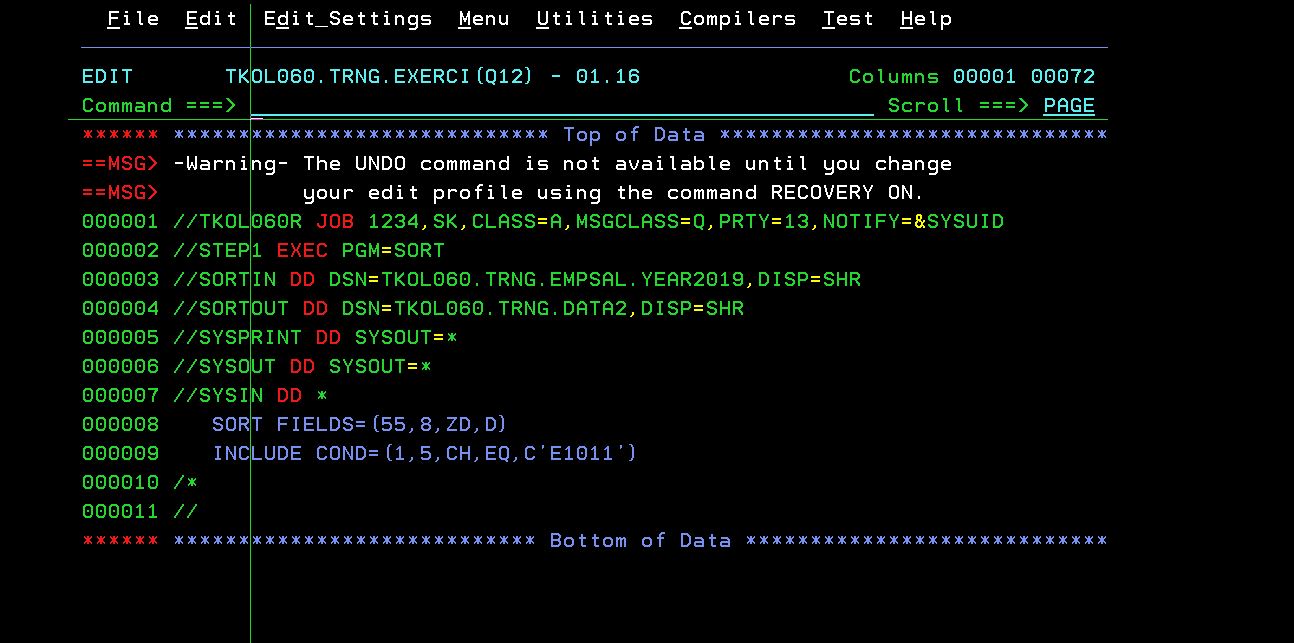 File Edit Edit_Settings Menu Utilities Compilers Test Help
EDIT TKOL060.TRNG.EXERCI(Q12) - 01.16 Columns 00001 00072
Command ===> Scroll ===> PAGE
****** ***************************** Top of Data ******************************
==MSG> -Warning- The UNDO command is not available until you change
==MSG> your edit profile using the command RECOVERY ON.
000001 //TKOL060R JOB 1234,SK,CLASS=A,MSGCLASS=Q,PRTY=13,NOTIFY=&SYSUID
000002 //STEP1 EXEC PGM=SORT
000003 //SORTIN DD DSN=TKOL060.TRNG.EMPSAL.YEAR2019,DISP=SHR
000004 //SORTOUT DD DSN=TKOL060.TRNG.DATA2,DISP=SHR
000005 //SYSPRINT DD SYSOUT=*
000006 //SYSOUT DD SYSOUT=*
000007 //SYSIN DD *
000008 SORT FIELDS=(55,8,ZD,D)
000009 INCLUDE COND=(1,5,CH,EQ,C'E1011')
000010 /*
000011 //
****** **************************** Bottom of Data ****************************